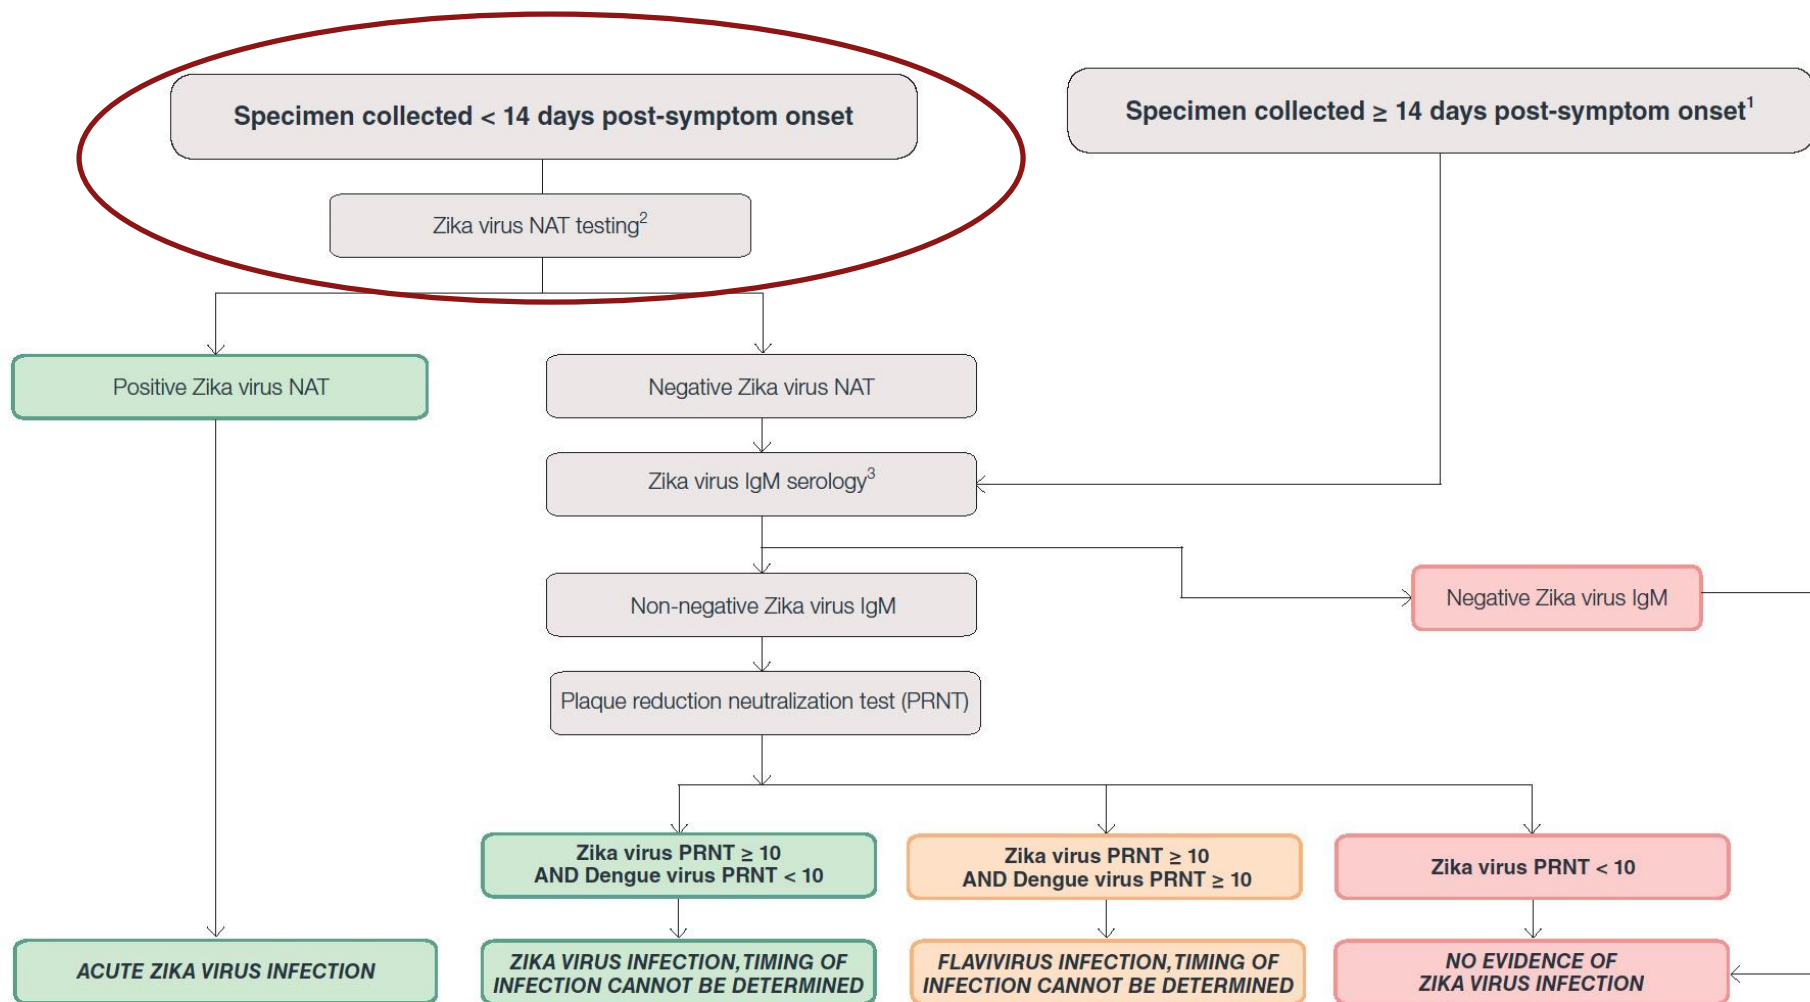 Specimen collected < 14 days post-symptom onset
Specimen collected ≥ 14 days post-symptom onset¹
Zika virus NAT testing²
Positive Zika virus NAT
Negative Zika virus NAT
Zika virus IgM serology³
Non-negative Zika virus IgM
Negative Zika virus IgM
Plaque reduction neutralization test (PRNT)
Zika virus PRNT ≥ 10
AND Dengue virus PRNT < 10
Zika virus PRNT ≥ 10
AND Dengue virus PRNT ≥ 10
Zika virus PRNT < 10
ACUTE ZIKA VIRUS INFECTION
ZIKA VIRUS INFECTION, TIMING OF
INFECTION CANNOT BE DETERMINED
FLAVIVIRUS INFECTION, TIMING OF
INFECTION CANNOT BE DETERMINED
NO EVIDENCE OF
ZIKA VIRUS INFECTION